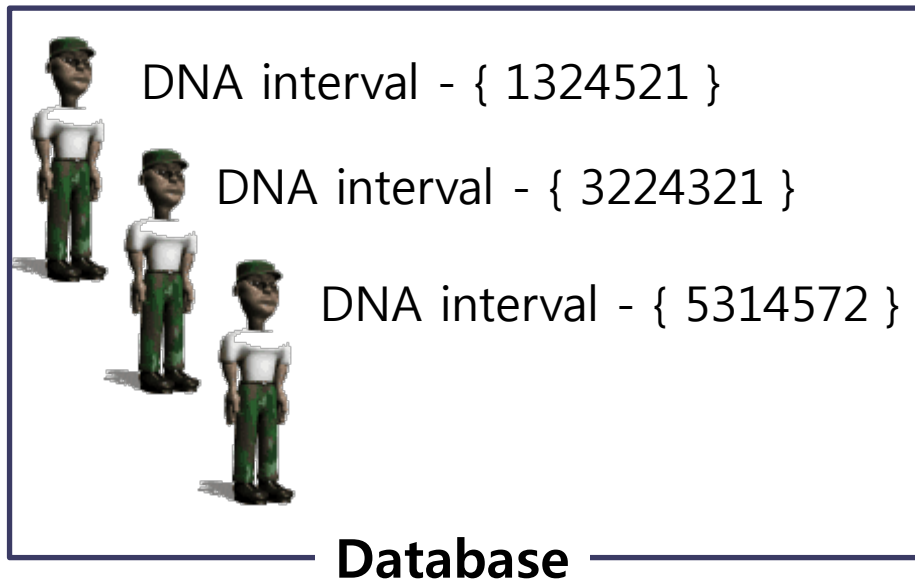 DNA interval - { 1324521 }
DNA interval - { 3224321 }
DNA interval - { 5314572 }
Database